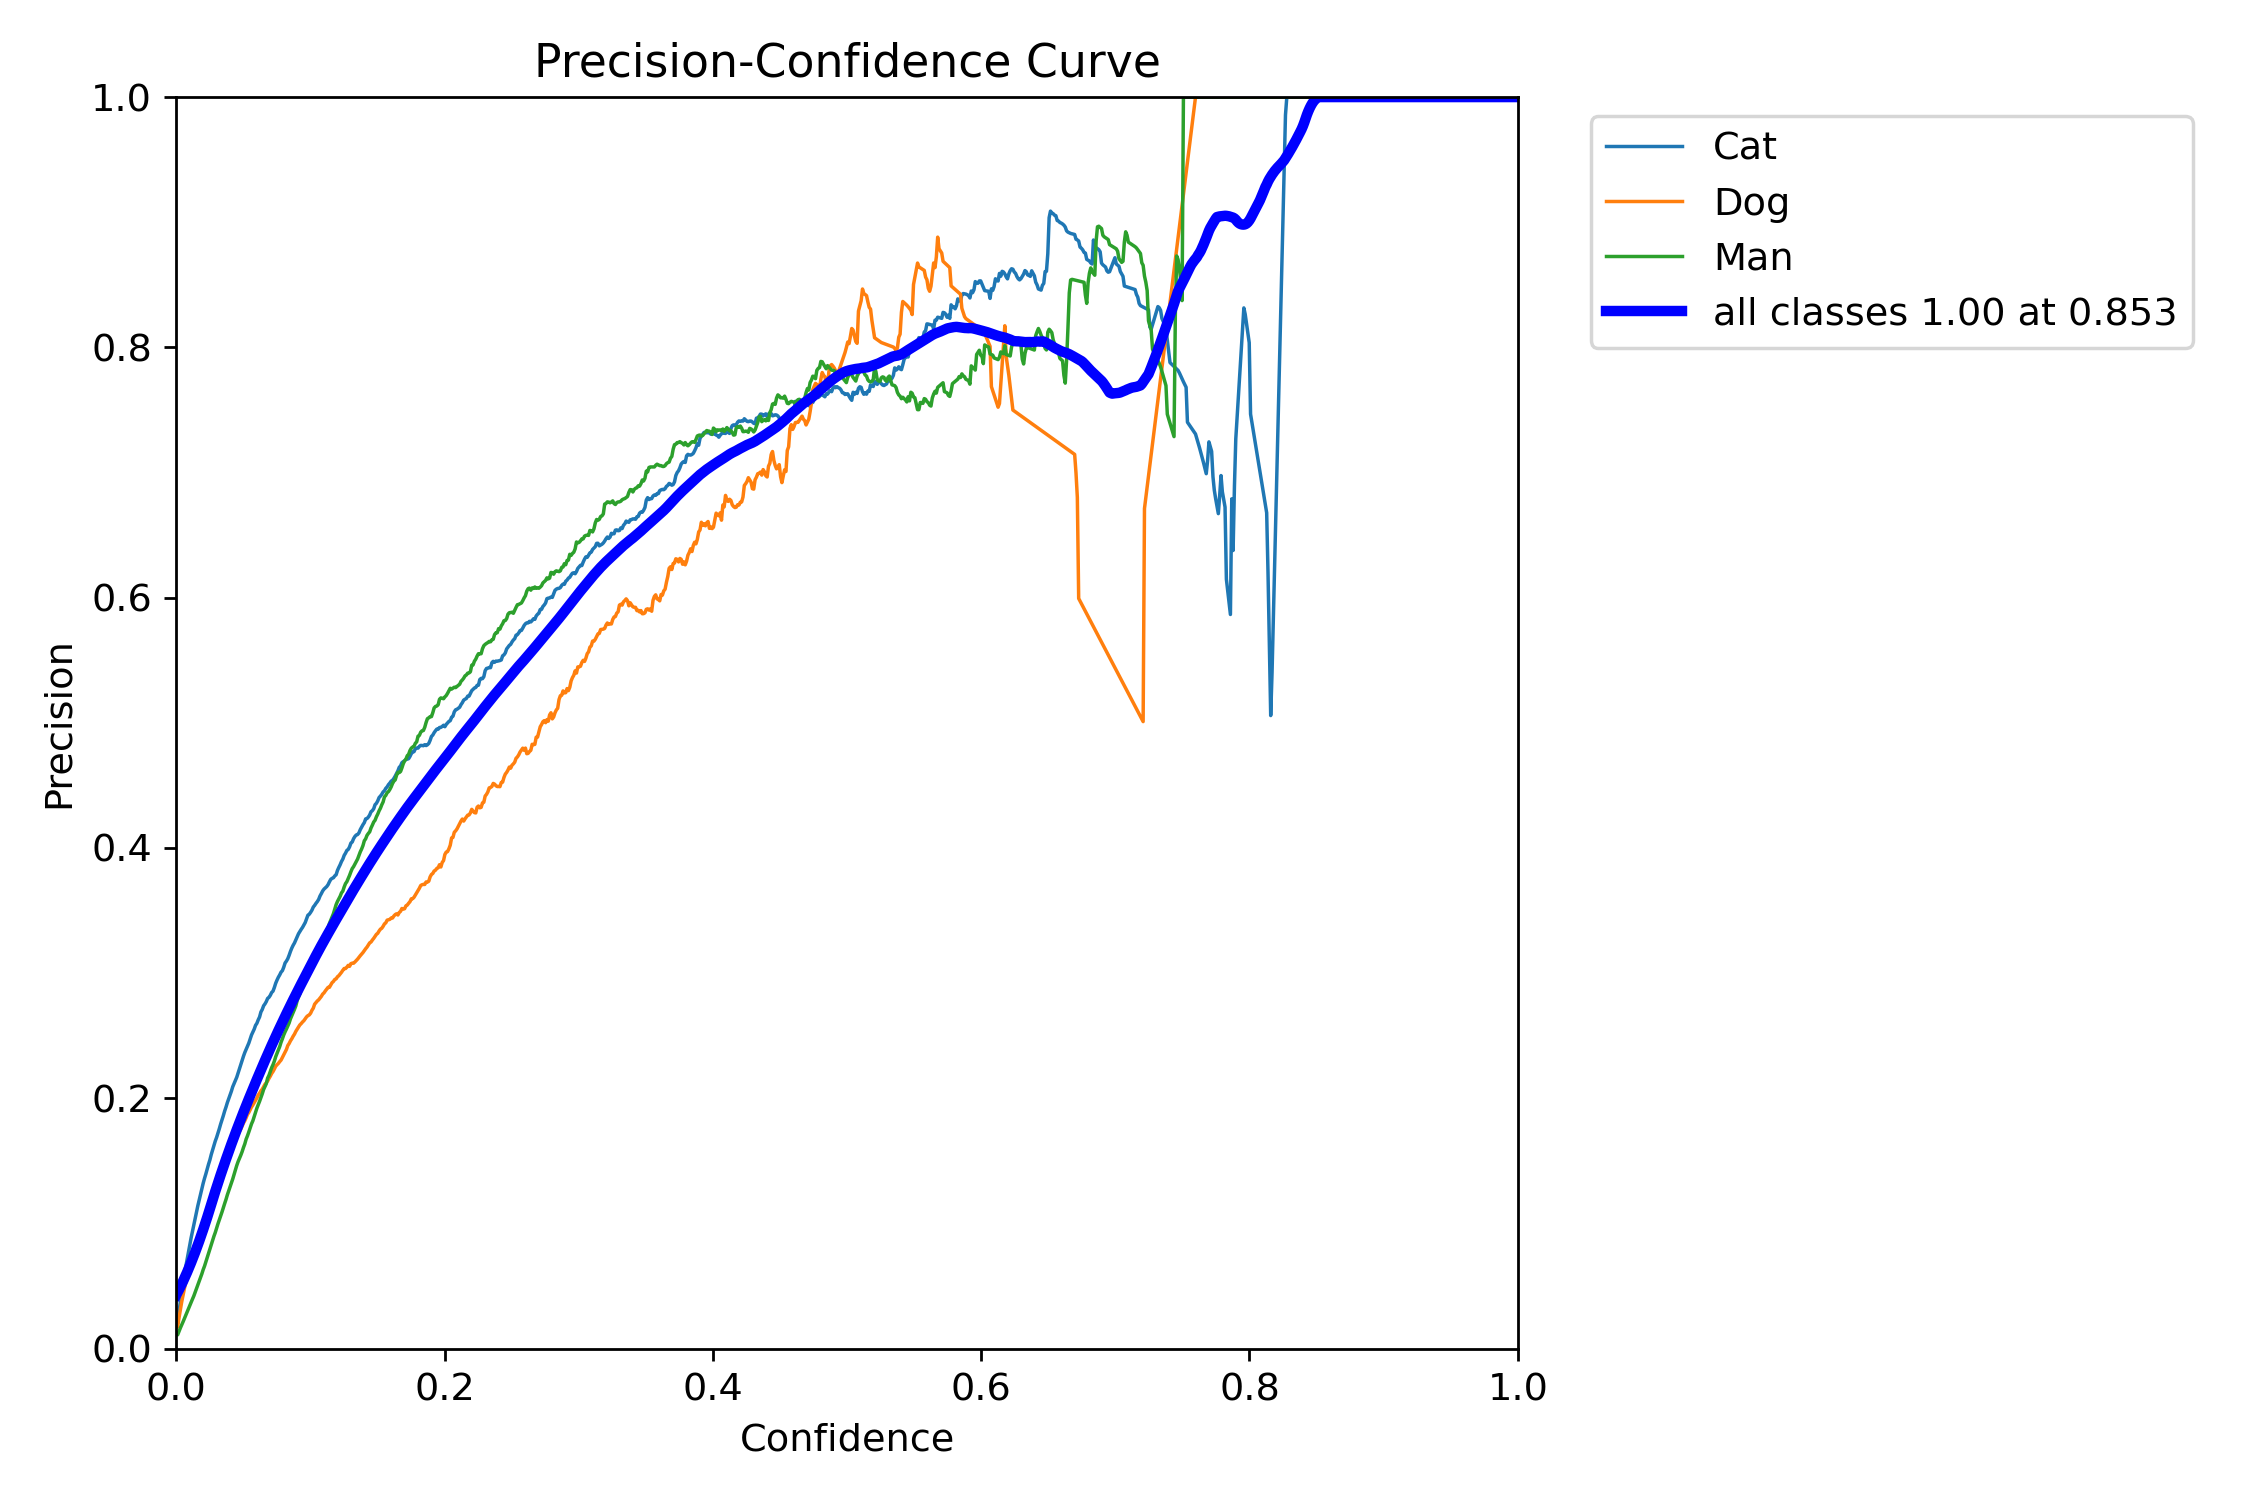 Precision-Confidence Curve
1.0
0.8
0.6
0.4
0.2
0.0
Precision
0.0 0.2 0.4 0.6 0.8 1.0
Confidence
Cat
Dog
Man
all classes 1.00 at 0.853